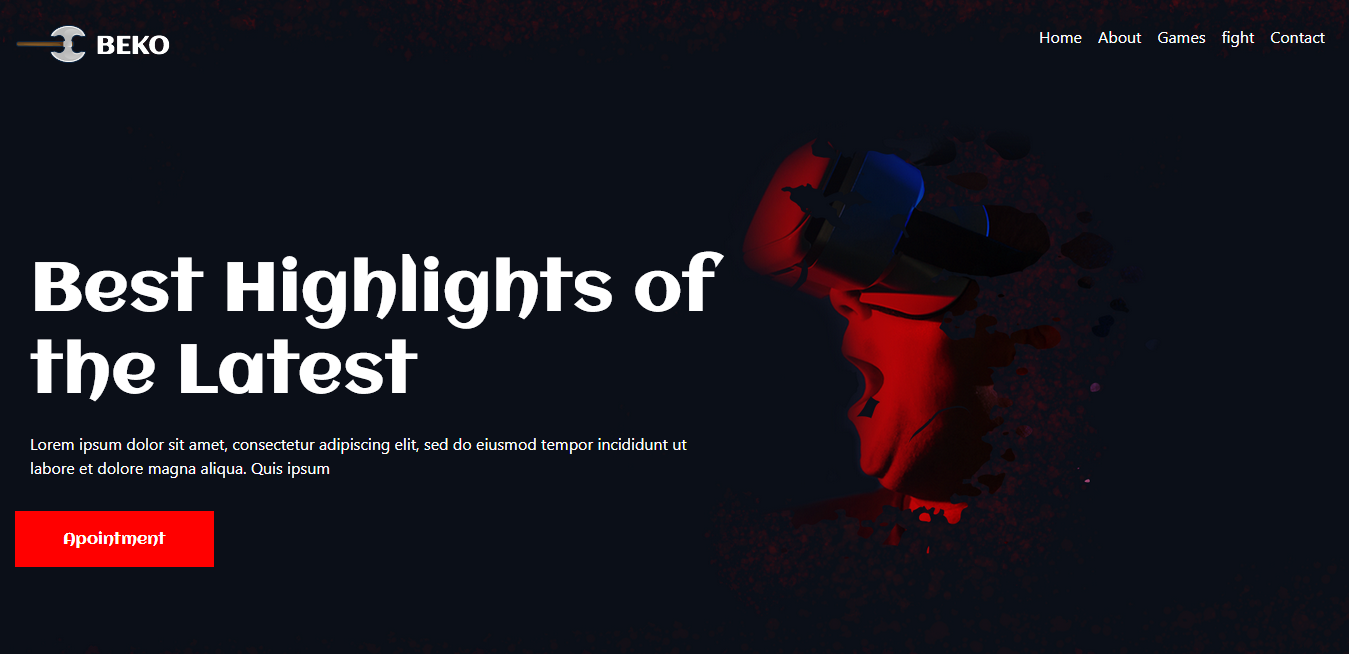 BEKO
Home About Games fight Contact
Best Highlights of
the Latest
Lorem ipsum dolor sit amet, consectetur adipiscing elit, sed do eiusmod tempor incididunt ut
labore et dolore magna aliqua. Quis ipsum
Apointment